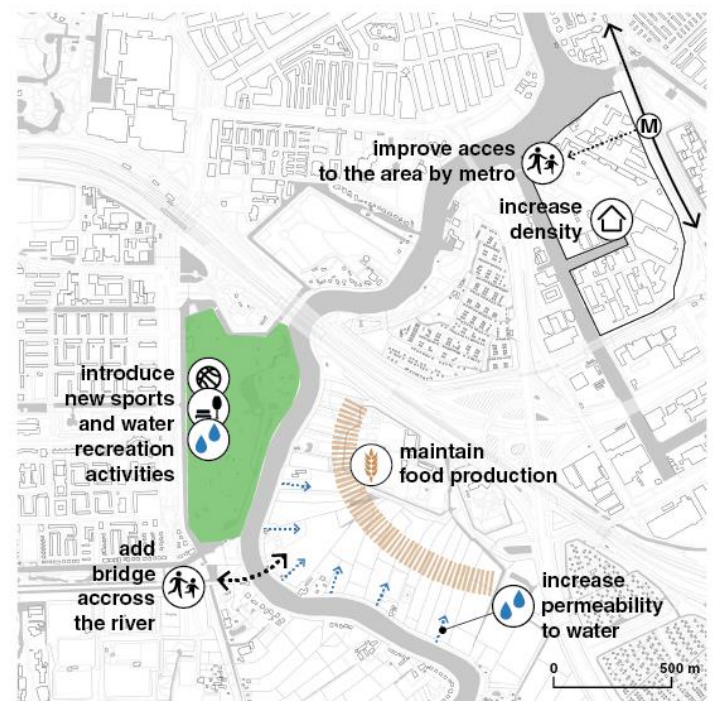 improve acces
to the area by metro
M
increase
density
introduce
new sports
and water
recreation
activities
maintain
food production
add
bridge
accross
the river
increase
permeability
to water
0
500 m